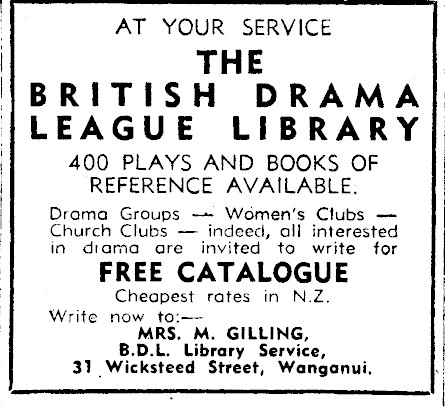 AT YOUR SERVICE
THE
BRITISH DRAMA
LEAGUE LIBRARY
400 PLAYS AND BOOKS OF
REFERENCE AVAILABLE.
Drama Groups — Women's Clubs —
Church Clubs — indeed, all interested
in drama are invited to write for
FREE CATALOGUE
Cheapest rates in N.Z.
Write now to:—
MRS. M. GILLING,
B.D.L. Library Service,
31 Wicksteed Street, Wanganui.